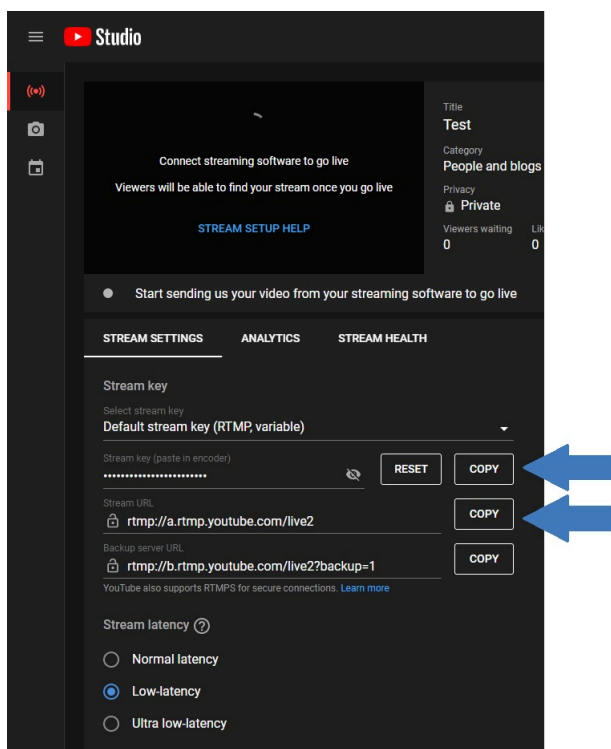 Studio
Connect streaming software to go live
Viewers will be able to find your stream once you go live
STREAM SETUP HELP
Title
Test
Category
People and blogs
Privacy
Private
Viewers waiting Lik
0 0
Start sending us your video from your streaming software to go live
STREAM SETTINGS ANALYTICS STREAM HEALTH
Stream key
Select stream key
Default stream key (RTMP, variable)
Stream key (paste in encoder)
•••••••••••••••••••••••• RESET COPY
Stream URL
rtmp://a.rtmp.youtube.com/live2 COPY
Backup server URL
rtmp://b.rtmp.youtube.com/live2?backup=1 COPY
YouTube also supports RTMPS for secure connections. Learn more
Stream latency ?
Normal latency
Low-latency
Ultra low-latency